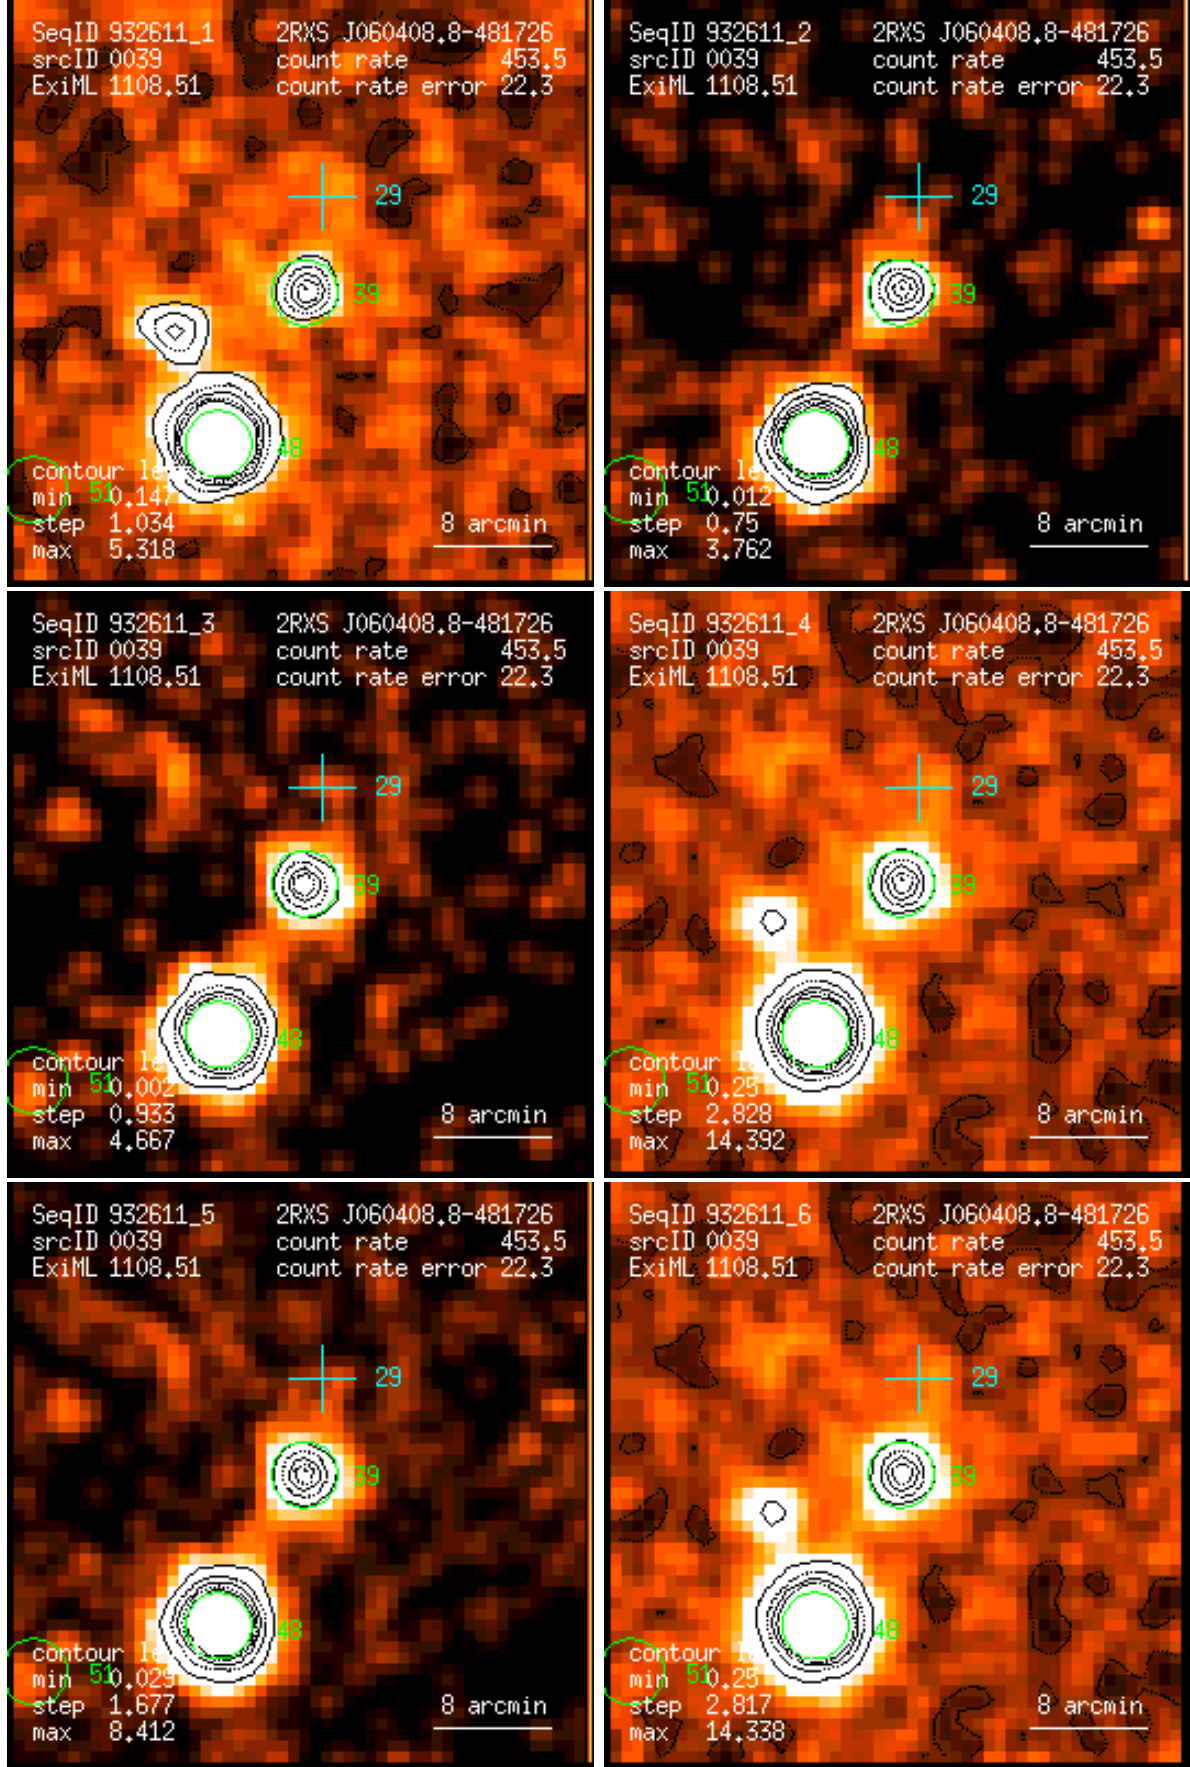 SeqID 932611_1 2RXS J060408.8-481726
srcID 0039 count rate 453.5
ExiML 1108.51 count rate error 22.3
29
39
48
contour le
min 0.147
51
step 1.034
max 5.318
8 arcmin
SeqID 932611_2 2RXS J060408.8-481726
srcID 0039 count rate 453.5
ExiML 1108.51 count rate error 22.3
29
39
48
contour le
min 0.012
51
step 0.75
max 3.762
8 arcmin
SeqID 932611_3 2RXS J060408.8-481726
srcID 0039 count rate 453.5
ExiML 1108.51 count rate error 22.3
29
39
48
contour le
min 0.002
51
step 0.933
max 4.667
8 arcmin
SeqID 932611_4 2RXS J060408.8-481726
srcID 0039 count rate 453.5
ExiML 1108.51 count rate error 22.3
29
39
48
contour l
min 0.25
51
step 2.828
max 14.392
8 arcmin
SeqID 932611_5 2RXS J060408.8-481726
srcID 0039 count rate 453.5
ExiML 1108.51 count rate error 22.3
29
39
48
contour le
min 0.029
51
step 1.677
max 8.412
8 arcmin
SeqID 932611_6 2RXS J060408.8-481726
srcID 0039 count rate 453.5
ExiML 1108.51 count rate error 22.3
29
39
48
contour l
min 0.25
51
step 2.817
max 14.338
8 arcmin